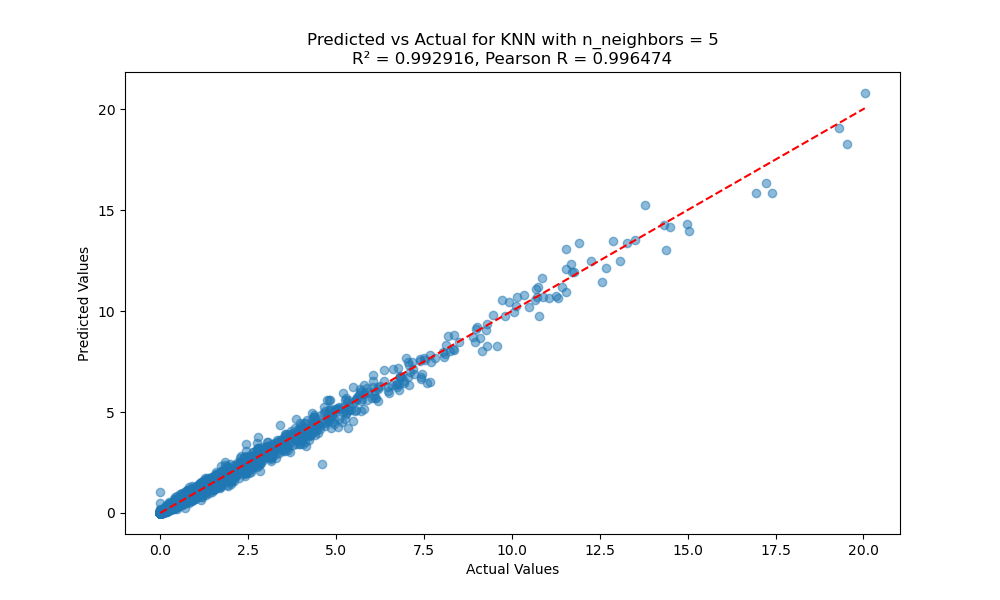 Predicted vs Actual for KNN with n_neighbors = 5
R² = 0.992916, Pearson R = 0.996474
20
15
10
5
0
Predicted Values
0.0 2.5 5.0 7.5 10.0 12.5 15.0 17.5 20.0
Actual Values